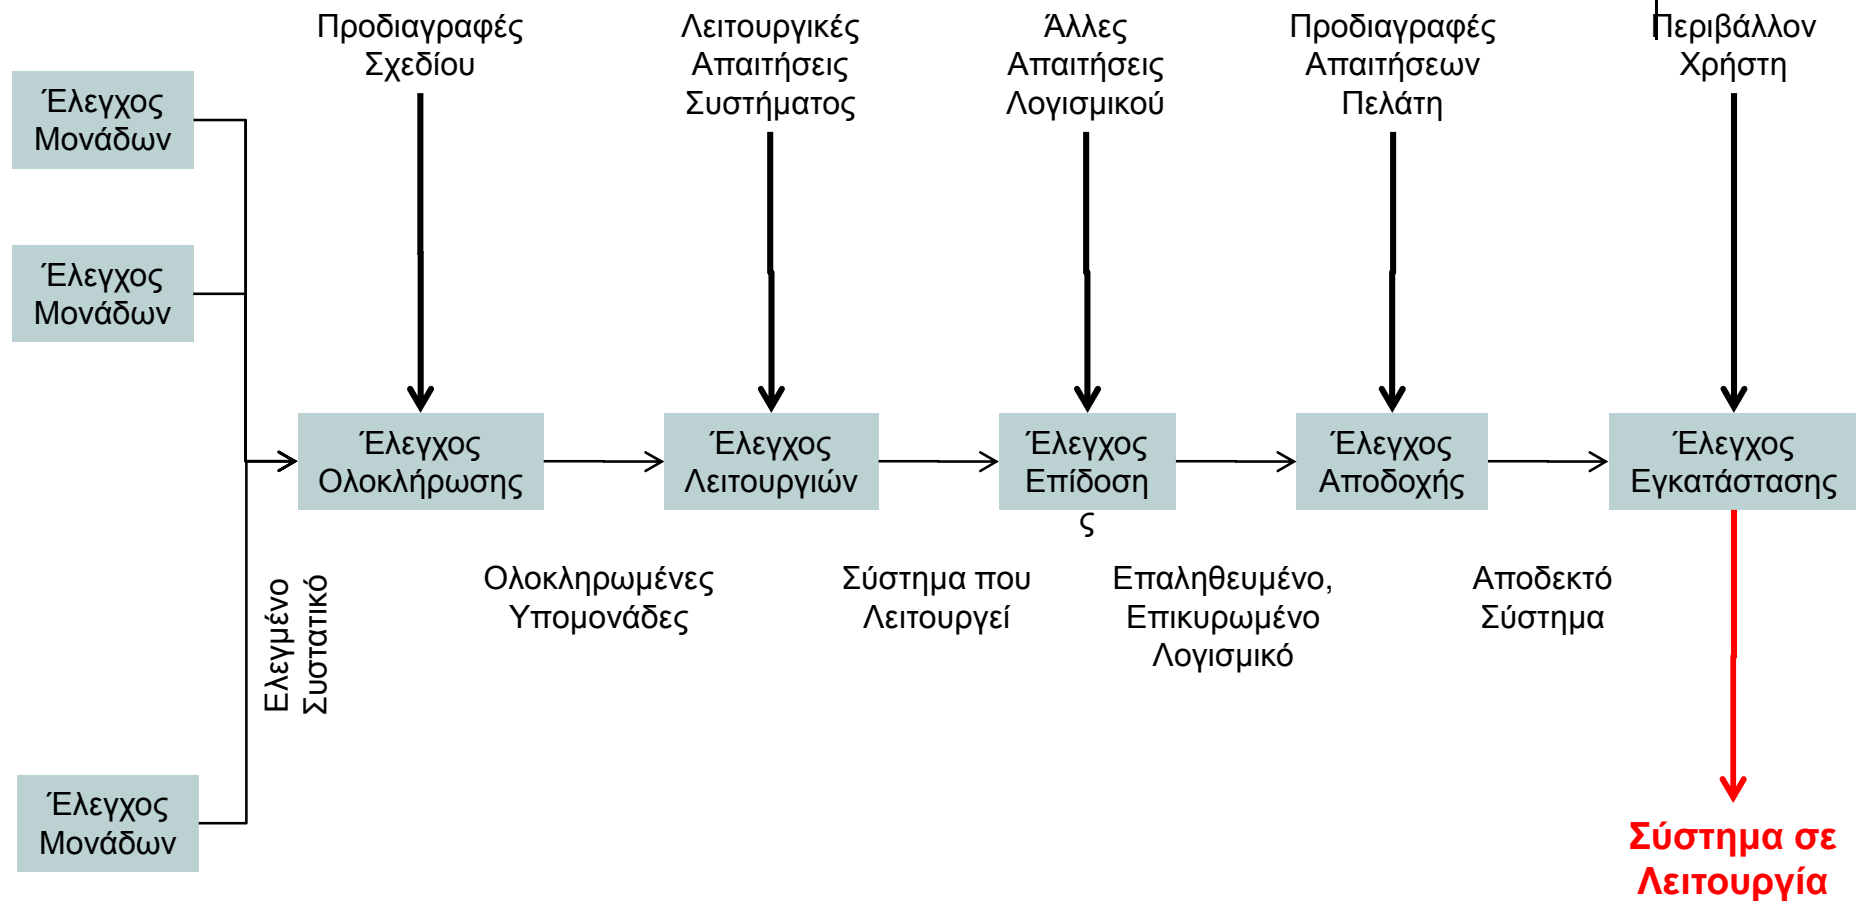 Προδιαγραφές
Σχεδίου
Λειτουργικές
Απαιτήσεις
Συστήματος
Άλλες
Απαιτήσεις
Λογισμικού
Προδιαγραφές
Απαιτήσεων
Πελάτη
Περιβάλλον
Χρήστη
Έλεγχος
Μονάδων
Έλεγχος
Μονάδων
Έλεγχος
Ολοκλήρωσης
Έλεγχος
Λειτουργιών
Έλεγχος
Επίδοση
ς
Έλεγχος
Αποδοχής
Έλεγχος
Εγκατάστασης
Ελεγμένο
Συστατικό
Ολοκληρωμένες
Υπομονάδες
Σύστημα που
Λειτουργεί
Επαληθευμένο,
Επικυρωμένο
Λογισμικό
Αποδεκτό
Σύστημα
Έλεγχος
Μονάδων
Σύστημα σε
Λειτουργία